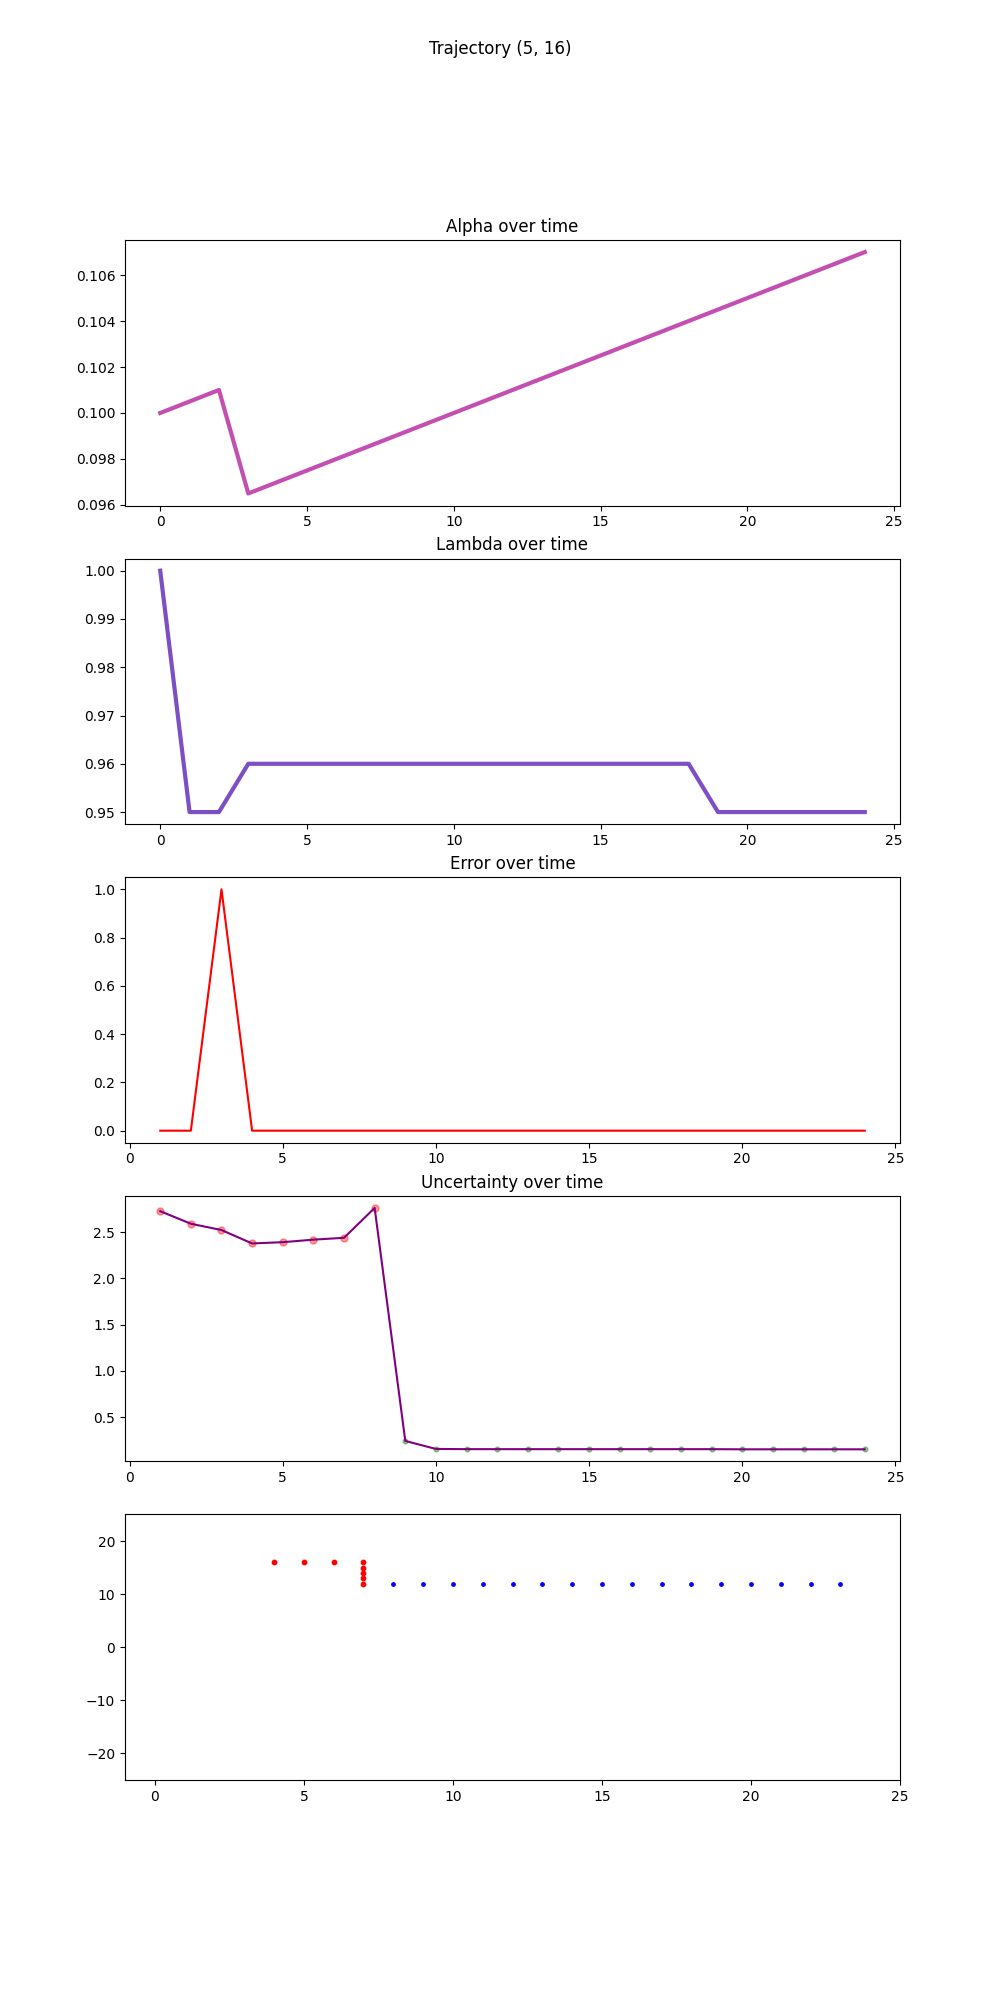 Trajectory (5, 16)
Alpha over time
0.106
0.104
0.102
0.100
0.098
0.096
0 5 10 15 20 25
Lambda over time
1.00
0.99
0.98
0.97
0.96
0.95
0 5 10 15 20 25
Error over time
1.0
0.8
0.6
0.4
0.2
0.0
0 5 10 15 20 25
Uncertainty over time
2.5
2.0
1.5
1.0
0.5
0 5 10 15 20 25
20
10
0
−10
−20
0 5 10 15 20 25